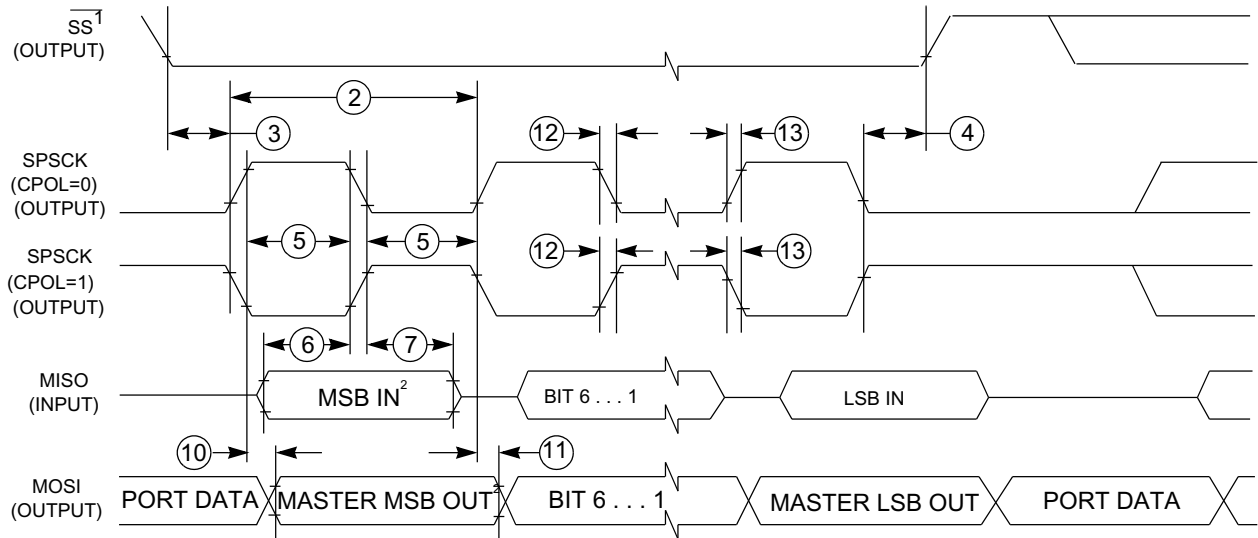 SS¹
(OUTPUT)
2
3
12
13
4
SPSCK
(CPOL=0)
(OUTPUT)
5
5
SPSCK
(CPOL=1)
(OUTPUT)
12
13
6
7
MISO
(INPUT)
MSB IN²
BIT 6 . . . 1
LSB IN
10
11
MOSI
(OUTPUT)
PORT DATA
MASTER MSB OUT²
BIT 6 . . . 1
MASTER LSB OUT
PORT DATA